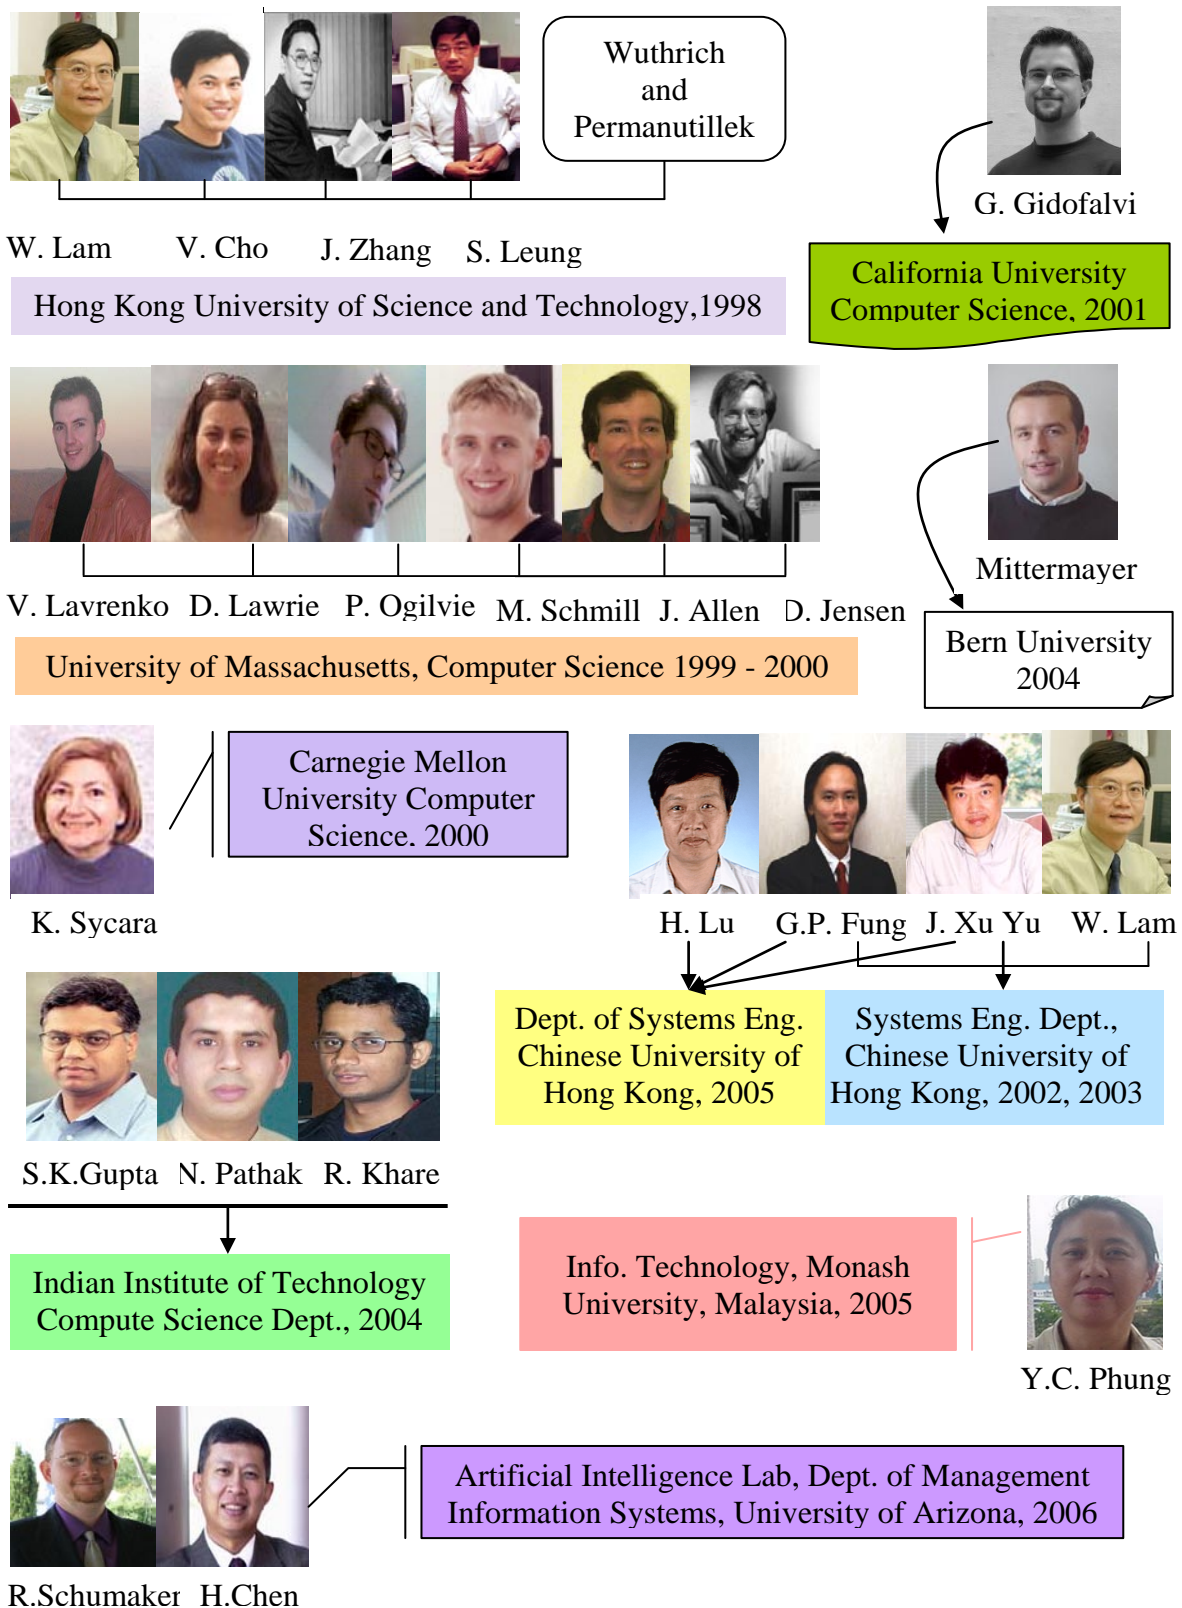 Wuthrich
and
Permanutillek
W. Lam
V. Cho
J. Zhang
S. Leung
Hong Kong University of Science and Technology,1998
G. Gidofalvi
California University
Computer Science, 2001
V. Lavrenko
D. Lawrie
P. Ogilvie
M. Schmill
J. Allen
D. Jensen
University of Massachusetts, Computer Science 1999 - 2000
Mittermayer
Bern University
2004
K. Sycara
Carnegie Mellon
University Computer
Science, 2000
H. Lu
G.P. Fung
J. Xu Yu
W. Lam
Dept. of Systems Eng.
Chinese University of
Hong Kong, 2005
Systems Eng. Dept.,
Chinese University of
Hong Kong, 2002, 2003
S.K.Gupta
N. Pathak
R. Khare
Indian Institute of Technology
Compute Science Dept., 2004
Info. Technology, Monash
University, Malaysia, 2005
Y.C. Phung
R.Schumaker
H.Chen
Artificial Intelligence Lab, Dept. of Management
Information Systems, University of Arizona, 2006